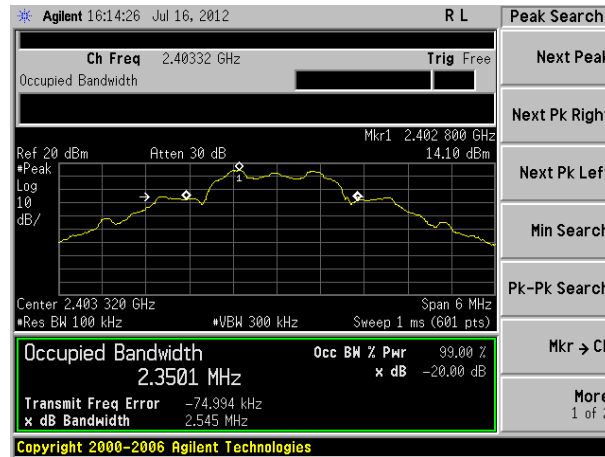 Agilent 16:14:26 Jul 16, 2012 R L Peak Search
Ch Freq 2.40332 GHz Trig Free
Occupied Bandwidth
Next Peak
Next Pk Right
Mkr1 2.402 800 GHz
Ref 20 dBm Atten 30 dB 14.10 dBm
#Peak
Log
10
dB/
1
Next Pk Left
Min Search
Pk-Pk Search
Center 2.403 320 GHz Span 6 MHz
#Res BW 100 kHz #VBW 300 kHz Sweep 1 ms (601 pts)
Occupied Bandwidth Occ BW % Pwr 99.00 %
2.3501 MHz x dB -20.00 dB
Mkr → C
Transmit Freq Error -74.994 kHz
x dB Bandwidth 2.545 MHz
More
1 of 2
Copyright 2000-2006 Agilent Technologies